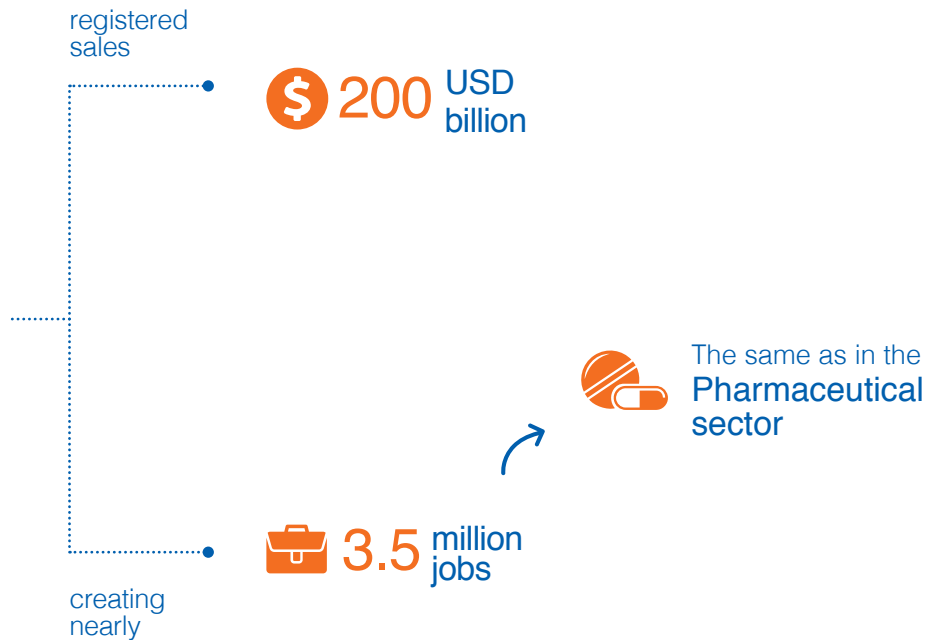 registered
sales
$ 200 USD
billion
The same as in the
Pharmaceutical
sector
3.5 million
jobs
creating
nearly